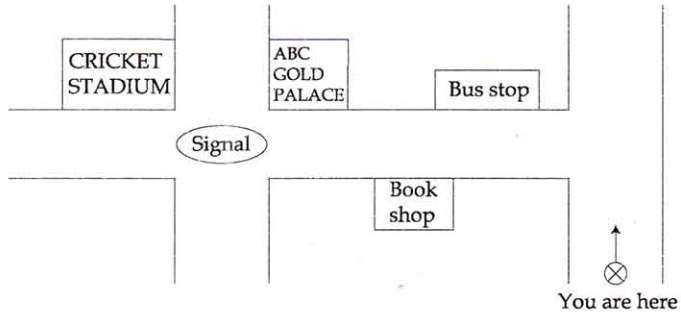 CRICKET
STADIUM
ABC
GOLD
PALACE
Bus stop
Signal
Book
shop
You are here